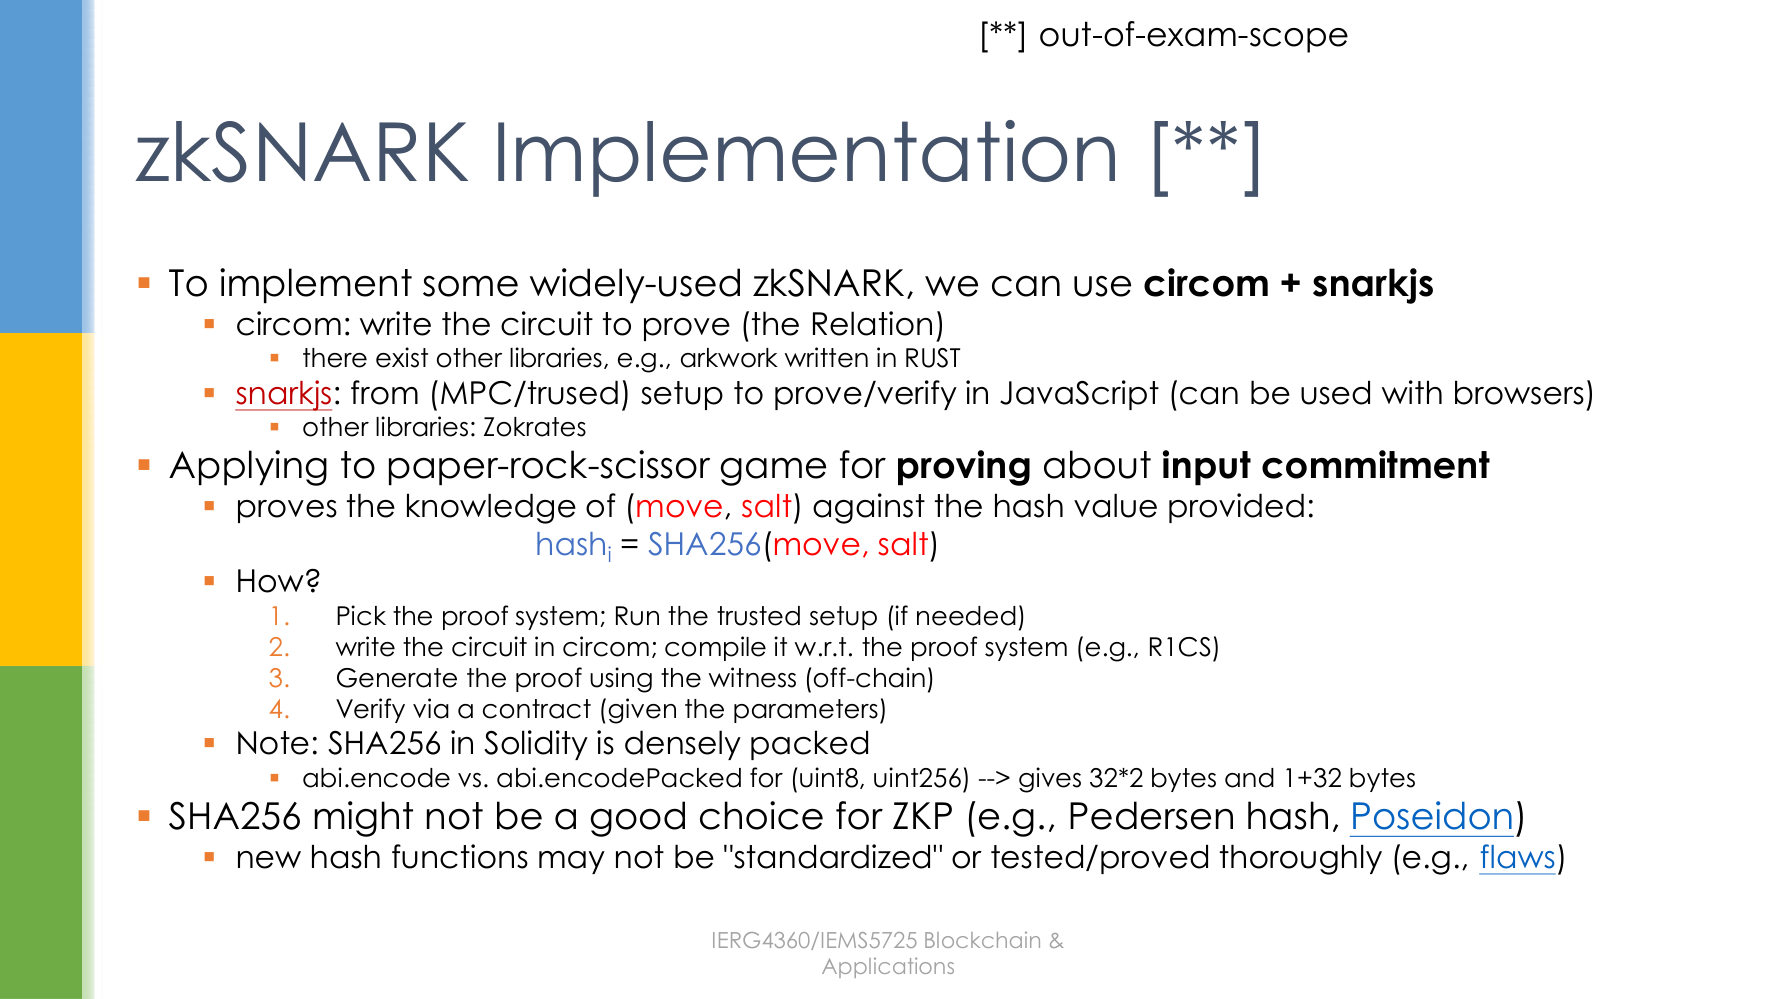 [**] out-of-exam-scope
zkSNARK Implementation [**]
▪ To implement some widely-used zkSNARK, we can use circom + snarkjs
▪ circom: write the circuit to prove (the Relation)
▪ there exist other libraries, e.g., arkwork written in RUST
▪ snarkjs: from (MPC/trused) setup to prove/verify in JavaScript (can be used with browsers)
▪ other libraries: Zokrates
▪ Applying to paper-rock-scissor game for proving about input commitment
▪ proves the knowledge of (move, salt) against the hash value provided:
hashi = SHA256(move, salt)
▪ How?
1. Pick the proof system; Run the trusted setup (if needed)
2. write the circuit in circom; compile it w.r.t. the proof system (e.g., R1CS)
3. Generate the proof using the witness (off-chain)
4. Verify via a contract (given the parameters)
▪ Note: SHA256 in Solidity is densely packed
▪ abi.encode vs. abi.encodePacked for (uint8, uint256) --> gives 32*2 bytes and 1+32 bytes
▪ SHA256 might not be a good choice for ZKP (e.g., Pedersen hash, Poseidon)
▪ new hash functions may not be "standardized" or tested/proved thoroughly (e.g., flaws)
IERG4360/IEMS5725 Blockchain &
Applications